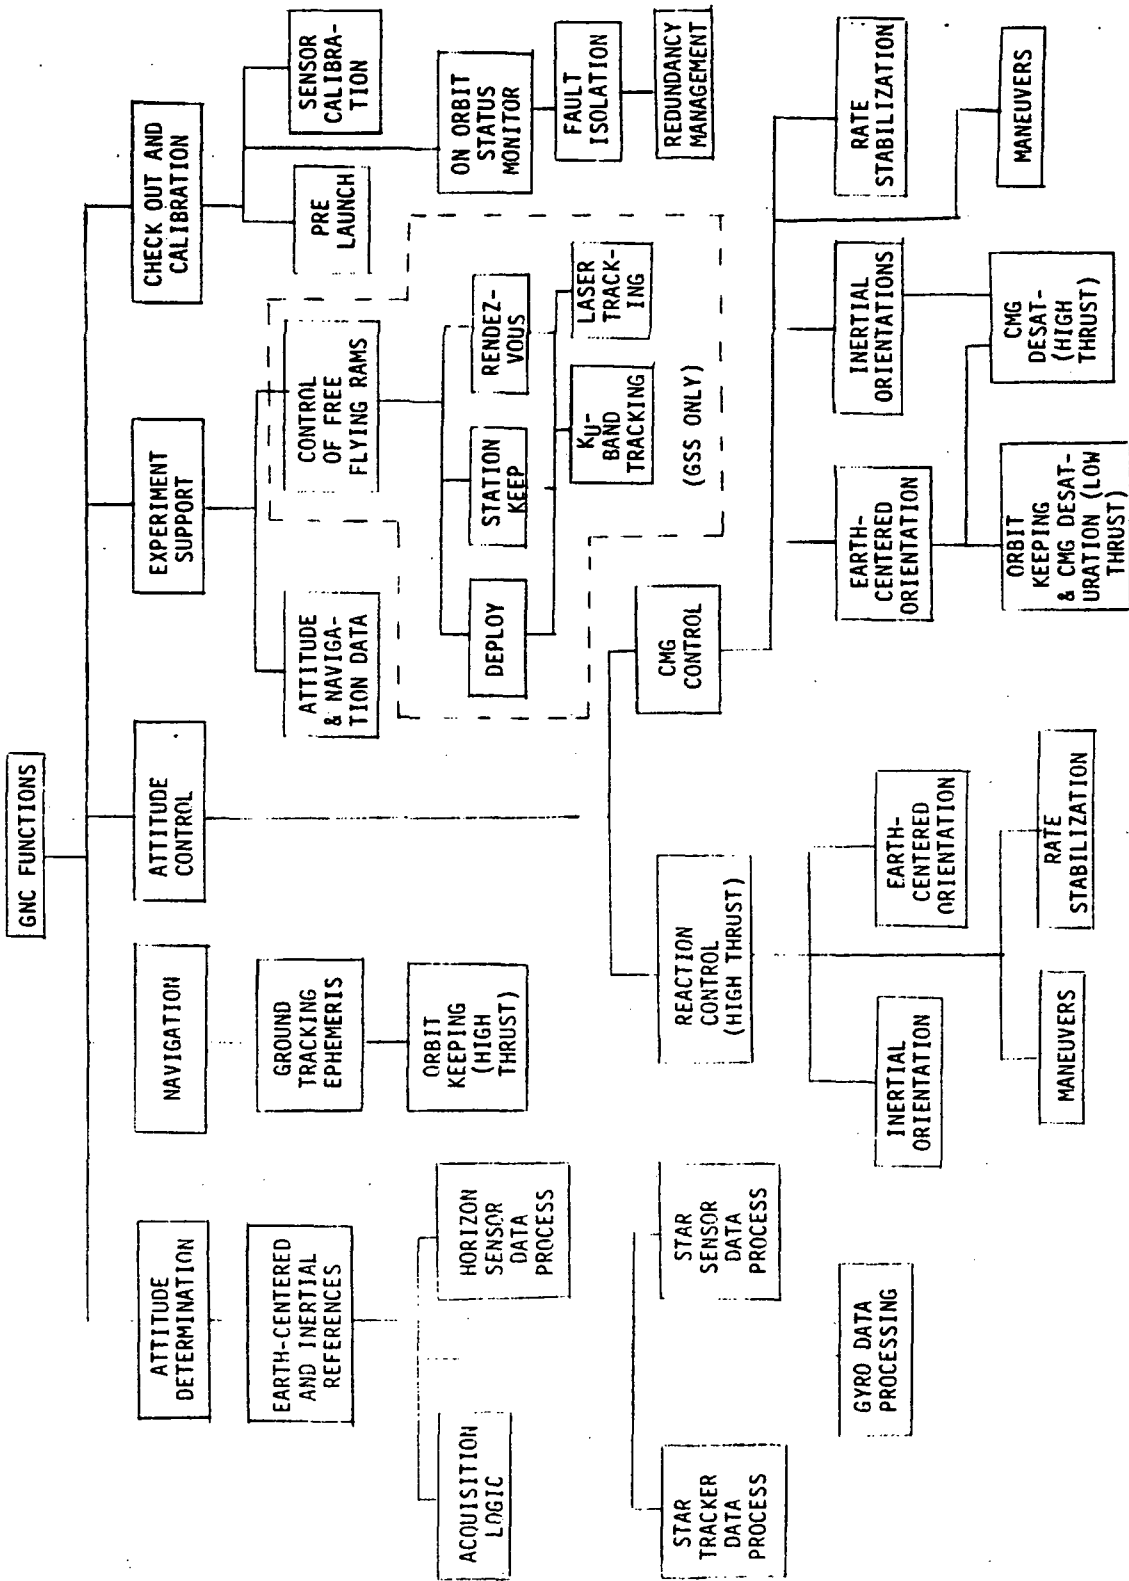 GNC FUNCTIONS
ATTITUDE
DETERMINATION
NAVIGATION
ATTITUDE
CONTROL
EXPERIMENT
SUPPORT
CHECK OUT AND
CALIBRATION
EARTH-CENTERED
AND INERTIAL
REFERENCES
GROUND
TRACKING
EPHEMERIS
ATTITUDE
& NAVIGA-
TION DATA
CONTROL
OF FREE
FLYING RAMS
PRE
LAUNCH
SENSOR
CALIBRA-
TION
ACQUISITION
LOGIC
HORIZON
SENSOR
DATA
PROCESS
ORBIT
KEEPING
(HIGH
THRUST)
DEPLOY
STATION
KEEP
RENDEZ-
VOUS
ON ORBIT
STATUS
MONITOR
KU-
BAND
TRACKING
LASER
TRACK-
ING
FAULT
ISOLATION
(GSS ONLY)
REDUNDANCY
MANAGEMENT
STAR
TRACKER
DATA
PROCESS
STAR
SENSOR
DATA
PROCESS
REACTION
CONTROL
(HIGH THRUST)
CMG
CONTROL
GYRO DATA
PROCESSING
INERTIAL
ORIENTATION
EARTH-
CENTERED
ORIENTATION
EARTH-
CENTERED
ORIENTATION
INERTIAL
ORIENTATIONS
RATE
STABILIZATION
MANEUVERS
RATE
STABILIZATION
ORBIT
KEEPING
& CMG DESAT-
URATION (LOW
THRUST)
CMG
DESAT-
(HIGH
THRUST)
MANEUVERS